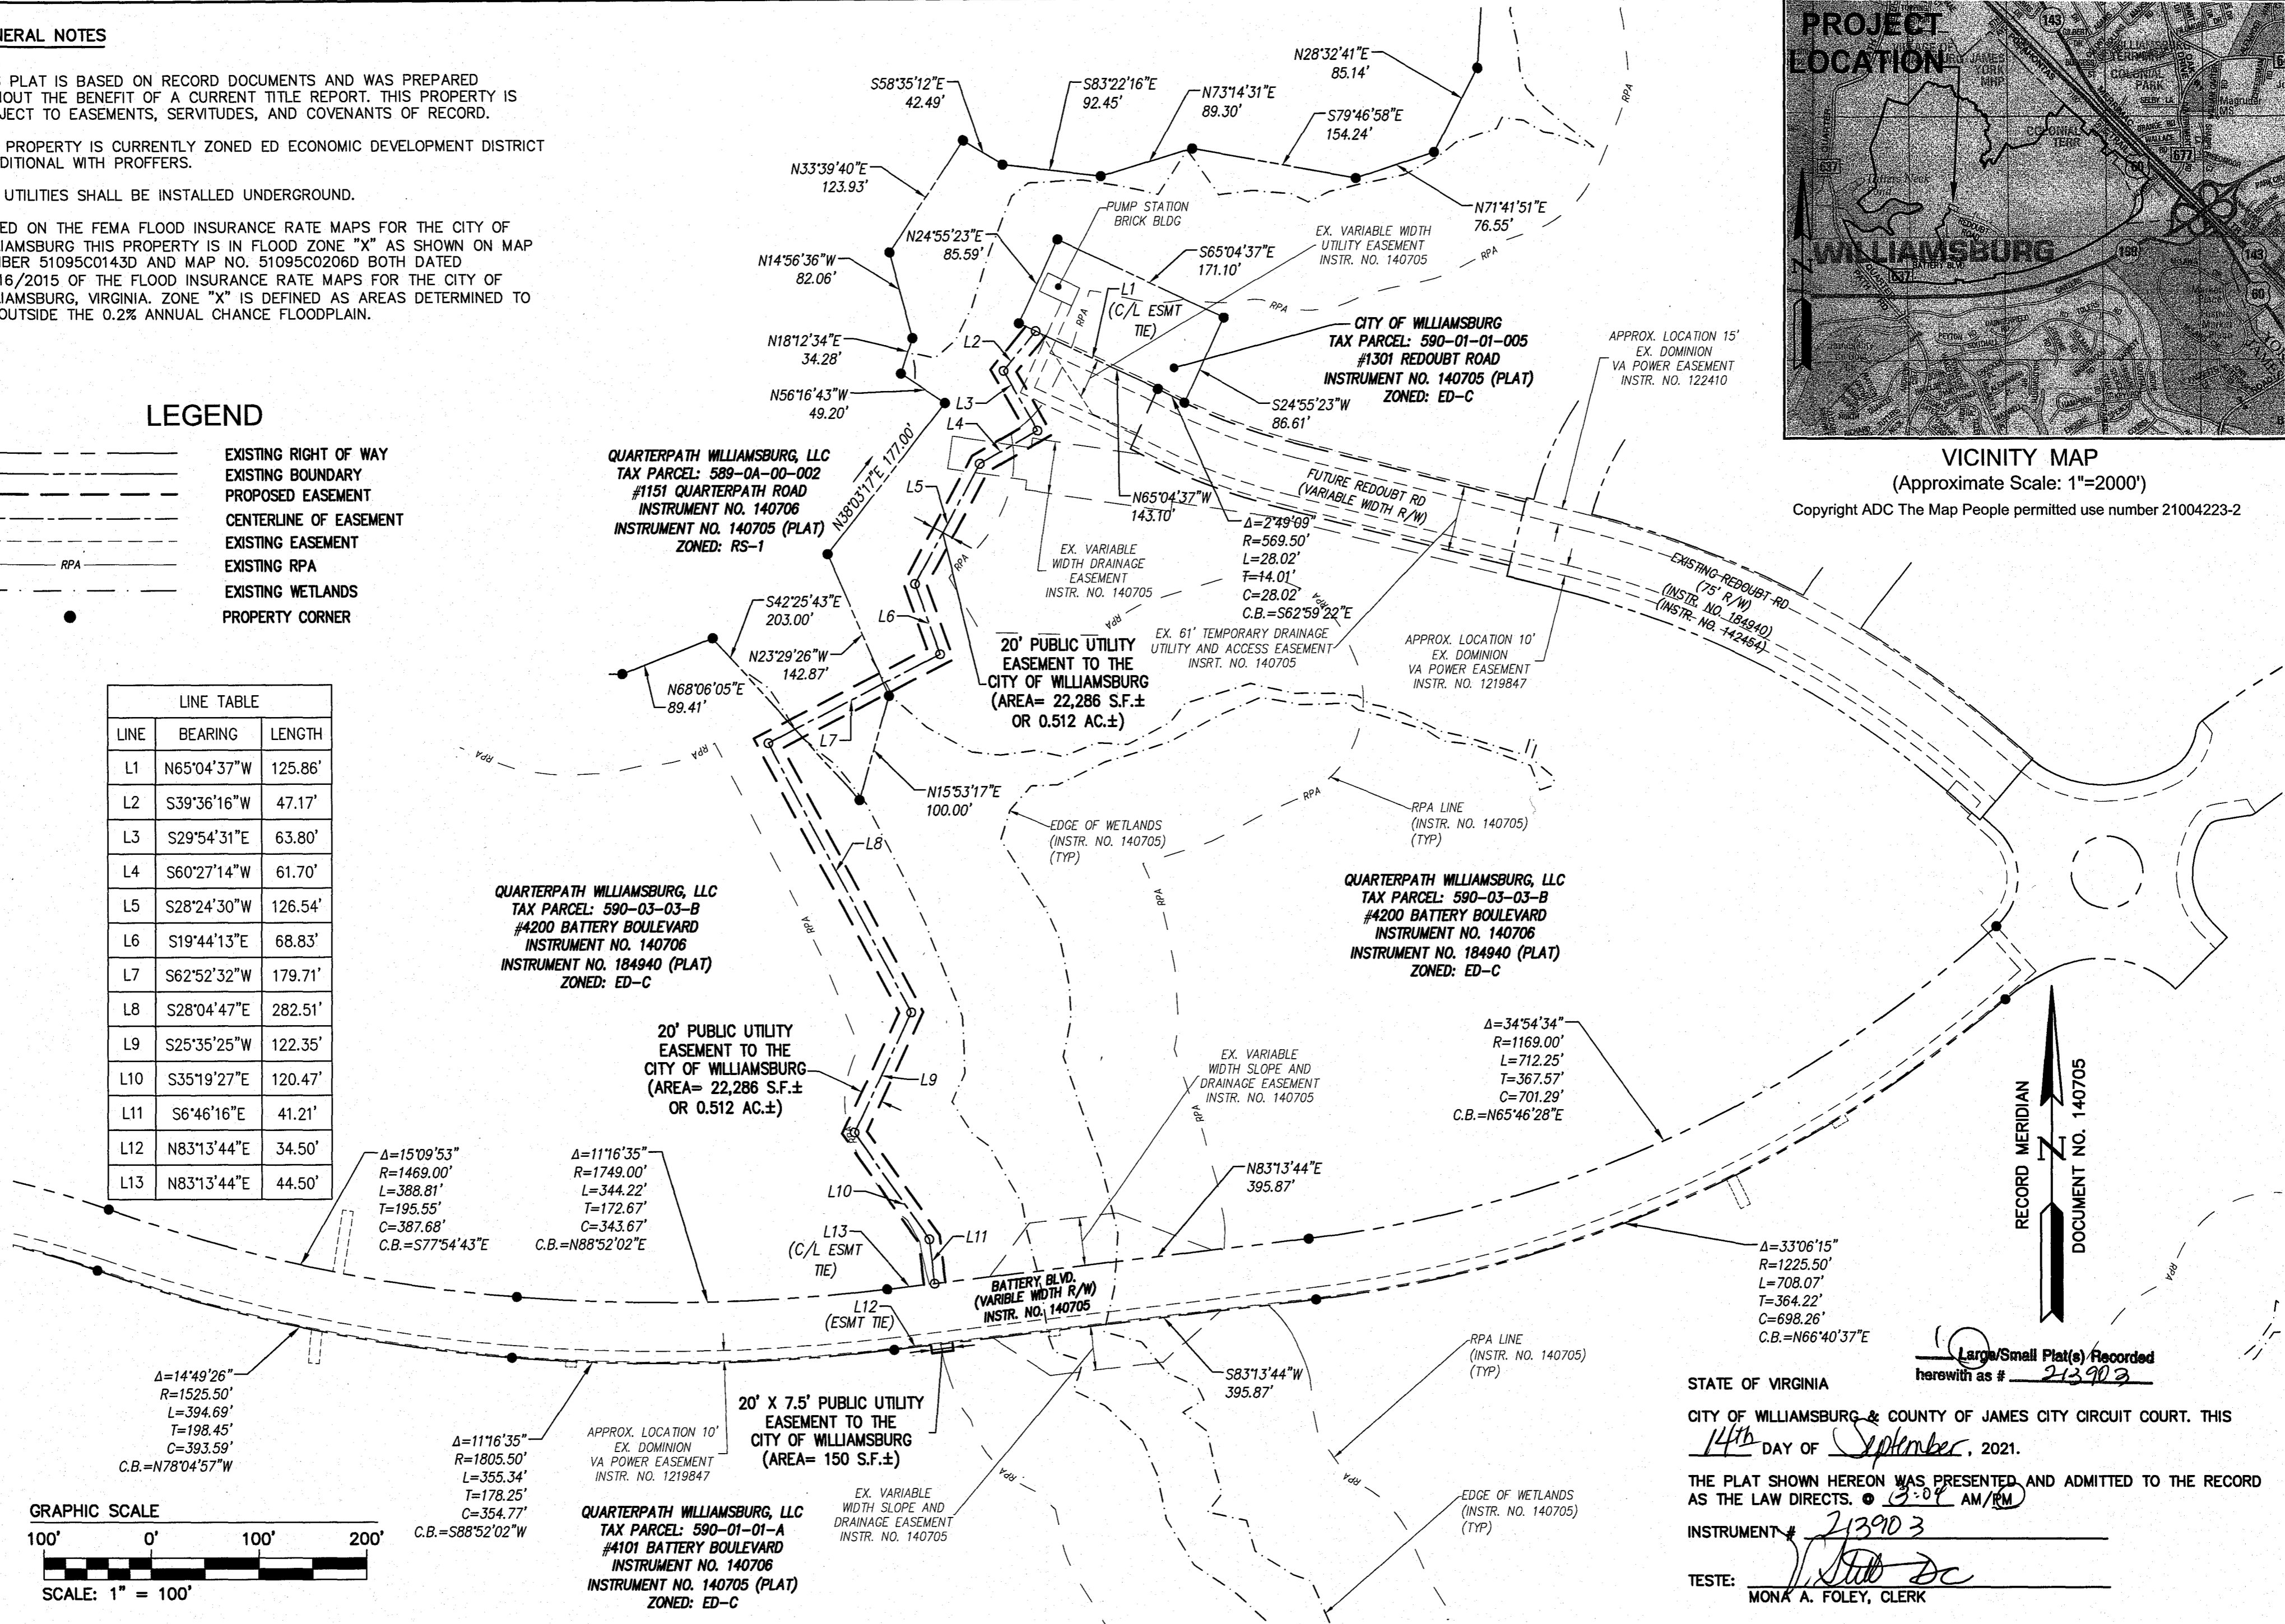 NERAL NOTES
PLAT IS BASED ON RECORD DOCUMENTS AND WAS PREPARED
OUT THE BENEFIT OF A CURRENT TITLE REPORT. THIS PROPERTY IS
JECT TO EASEMENTS, SERVITUDES, AND COVENANTS OF RECORD.
PROPERTY IS CURRENTLY ZONED ED ECONOMIC DEVELOPMENT DISTRICT
DITIONAL WITH PROFFERS.
UTILITIES SHALL BE INSTALLED UNDERGROUND.
ED ON THE FEMA FLOOD INSURANCE RATE MAPS FOR THE CITY OF
LIAMSBURG THIS PROPERTY IS IN FLOOD ZONE "X" AS SHOWN ON MAP
BER 51095C0143D AND MAP NO. 51095C0206D BOTH DATED
16/2015 OF THE FLOOD INSURANCE RATE MAPS FOR THE CITY OF
LIAMSBURG, VIRGINIA. ZONE "X" IS DEFINED AS AREAS DETERMINED TO
OUTSIDE THE 0.2% ANNUAL CHANCE FLOODPLAIN.
LEGEND
EXISTING RIGHT OF WAY
EXISTING BOUNDARY
PROPOSED EASEMENT
CENTERLINE OF EASEMENT
EXISTING EASEMENT
RPA EXISTING RPA
EXISTING WETLANDS
PROPERTY CORNER
LINE TABLE
LINE BEARING LENGTH
L1 N65°04'37"W 125.86'
L2 S39°36'16"W 47.17'
L3 S29°54'31"E 63.80'
L4 S60°27'14"W 61.70'
L5 S28°24'30"W 126.54'
L6 S19°44'13"E 68.83'
L7 S62°52'32"W 179.71'
L8 S28°04'47"E 282.51'
L9 S25°35'25"W 122.35'
L10 S35°19'27"E 120.47'
L11 S6°46'16"E 41.21'
L12 N83°13'44"E 34.50'
L13 N83°13'44"E 44.50'
S58°35'12"E
42.49'
S83°22'16"E
92.45'
N73°14'31"E
89.30'
S79°46'58"E
154.24'
N28°32'41"E
85.14'
N71°41'51"E
76.55'
N33°39'40"E
123.93'
N14°56'36"W
82.06'
N18°12'34"E
34.28'
N56°16'43"W
49.20'
N38°03'17"E 177.00'
N24°55'23"E
85.59'
PUMP STATION
BRICK BLDG
S65°04'37"E
171.10'
EX. VARIABLE WIDTH
UTILITY EASEMENT
INSTR. NO. 140705
RPA
RPA
RPA
RPA
L1
(C/L ESMT
TIE)
L2
L3
L4
L5
L6
L7
L8
L9
L10
L11
CITY OF WILLIAMSBURG
TAX PARCEL: 590-01-01-005
#1301 REDOUBT ROAD
INSTRUMENT NO. 140705 (PLAT)
ZONED: ED-C
APPROX. LOCATION 15'
EX. DOMINION
VA POWER EASEMENT
INSTR. NO. 122410
S24°55'23"W
86.61'
N65°04'37"W
143.10'
Δ=2°49'09"
R=569.50'
L=28.02'
T=14.01'
C=28.02'
C.B.=S62°59'22"E
FUTURE REDOUBT RD
(VARIABLE WIDTH R/W)
EXISTING REDOUBT RD
(75' R/W)
(INSTR. NO. 184940)
(INSTR. NO. 142454)
QUARTERPATH WILLIAMSBURG, LLC
TAX PARCEL: 589-0A-00-002
#1151 QUARTERPATH ROAD
INSTRUMENT NO. 140706
INSTRUMENT NO. 140705 (PLAT)
ZONED: RS-1
EX. VARIABLE
WIDTH DRAINAGE
EASEMENT
INSTR. NO. 140705
EX. 61' TEMPORARY DRAINAGE
UTILITY AND ACCESS EASEMENT
INSRT. NO. 140705
APPROX. LOCATION 10'
EX. DOMINION
VA POWER EASEMENT
INSTR. NO. 1219847
RPA
RPA
RPA
S42°25'43"E
203.00'
N23°29'26"W
142.87'
N68°06'05"E
89.41'
N15°53'17"E
100.00'
20' PUBLIC UTILITY
EASEMENT TO THE
CITY OF WILLIAMSBURG
(AREA= 22,286 S.F.±
OR 0.512 AC.±)
RPA
RPA
RPA
RPA
RPA
EDGE OF WETLANDS
(INSTR. NO. 140705)
(TYP)
RPA LINE
(INSTR. NO. 140705)
(TYP)
QUARTERPATH WILLIAMSBURG, LLC
TAX PARCEL: 590-03-03-B
#4200 BATTERY BOULEVARD
INSTRUMENT NO. 140706
INSTRUMENT NO. 184940 (PLAT)
ZONED: ED-C
QUARTERPATH WILLIAMSBURG, LLC
TAX PARCEL: 590-03-03-B
#4200 BATTERY BOULEVARD
INSTRUMENT NO. 140706
INSTRUMENT NO. 184940 (PLAT)
ZONED: ED-C
20' PUBLIC UTILITY
EASEMENT TO THE
CITY OF WILLIAMSBURG
(AREA= 22,286 S.F.±
OR 0.512 AC.±)
EX. VARIABLE
WIDTH SLOPE AND
DRAINAGE EASEMENT
INSTR. NO. 140705
RPA
RPA
Δ=34°54'34"
R=1169.00'
L=712.25'
T=367.57'
C=701.29'
C.B.=N65°46'28"E
Δ=15°09'53"
R=1469.00'
L=388.81'
T=195.55'
C=387.68'
C.B.=S77°54'43"E
Δ=11°16'35"
R=1749.00'
L=344.22'
T=172.67'
C=343.67'
C.B.=N88°52'02"E
L13
(C/L ESMT
TIE)
L12
(ESMT TIE)
N83°13'44"E
395.87'
BATTERY BLVD.
(VARIBLE WIDTH R/W)
INSTR. NO. 140705
Δ=33°06'15"
R=1225.50'
L=708.07'
T=364.22'
C=698.26'
C.B.=N66°40'37"E
S83°13'44"W
395.87'
RPA LINE
(INSTR. NO. 140705)
(TYP)
Δ=14°49'26"
R=1525.50'
L=394.69'
T=198.45'
C=393.59'
C.B.=N78°04'57"W
Δ=11°16'35"
R=1805.50'
L=355.34'
T=178.25'
C=354.77'
C.B.=S88°52'02"W
APPROX. LOCATION 10'
EX. DOMINION
VA POWER EASEMENT
INSTR. NO. 1219847
20' X 7.5' PUBLIC UTILITY
EASEMENT TO THE
CITY OF WILLIAMSBURG
(AREA= 150 S.F.±)
EX. VARIABLE
WIDTH SLOPE AND
DRAINAGE EASEMENT
INSTR. NO. 140705
RPA
RPA
RPA
RPA
RPA
EDGE OF WETLANDS
(INSTR. NO. 140705)
(TYP)
QUARTERPATH WILLIAMSBURG, LLC
TAX PARCEL: 590-01-01-A
#4101 BATTERY BOULEVARD
INSTRUMENT NO. 140706
INSTRUMENT NO. 140705 (PLAT)
ZONED: ED-C
GRAPHIC SCALE
100' 0' 100' 200'
SCALE: 1" = 100'
PROJECT
LOCATION
WILLIAMSBURG
COLONIAL
PARK
COLONIAL
TERR
143
637
677
60
199
143
60
637
N
VICINITY MAP
(Approximate Scale: 1"=2000')
Copyright ADC The Map People permitted use number 21004223-2
RECORD MERIDIAN
N
DOCUMENT NO. 140705
1 Large/Small Plat(s) Recorded
herewith as # 213903
STATE OF VIRGINIA
CITY OF WILLIAMSBURG & COUNTY OF JAMES CITY CIRCUIT COURT. THIS
14th DAY OF September, 2021.
THE PLAT SHOWN HEREON WAS PRESENTED AND ADMITTED TO THE RECORD
AS THE LAW DIRECTS. @ 3:04 AM/PM
INSTRUMENT # 213903
TESTE: DC
MONA A. FOLEY, CLERK